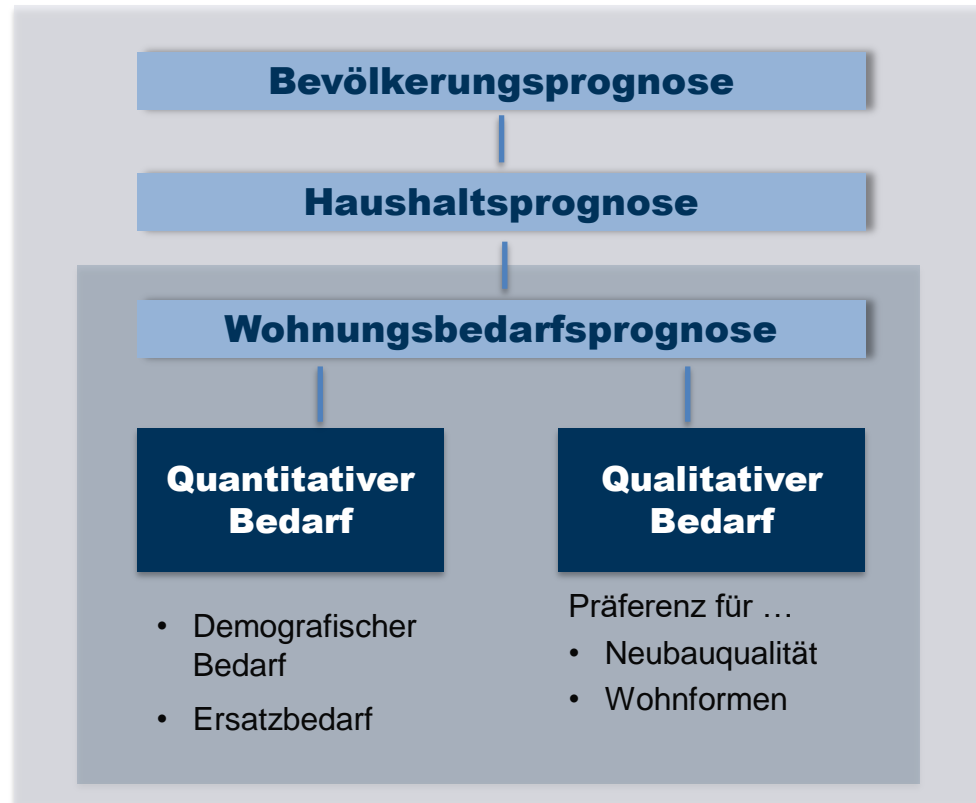 Bevölkerungsprognose
Haushaltsprognose
Wohnungsbedarfsprognose
Quantitativer
Bedarf
• Demografischer
Bedarf
• Ersatzbedarf
Qualitativer
Bedarf
Präferenz für …
• Neubauqualität
• Wohnformen